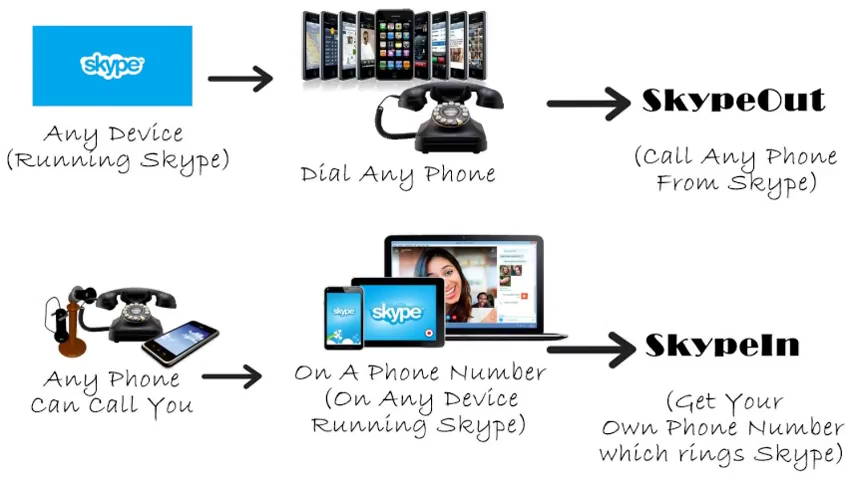 skype
Any Device
(Running Skype)
Dial Any Phone
SkypeOut
(Call Any Phone
From Skype)
Any Phone
Can Call You
skype
skype
On A Phone Number
(On Any Device
Running Skype)
SkypeIn
(Get Your
Own Phone Number
which rings Skype)